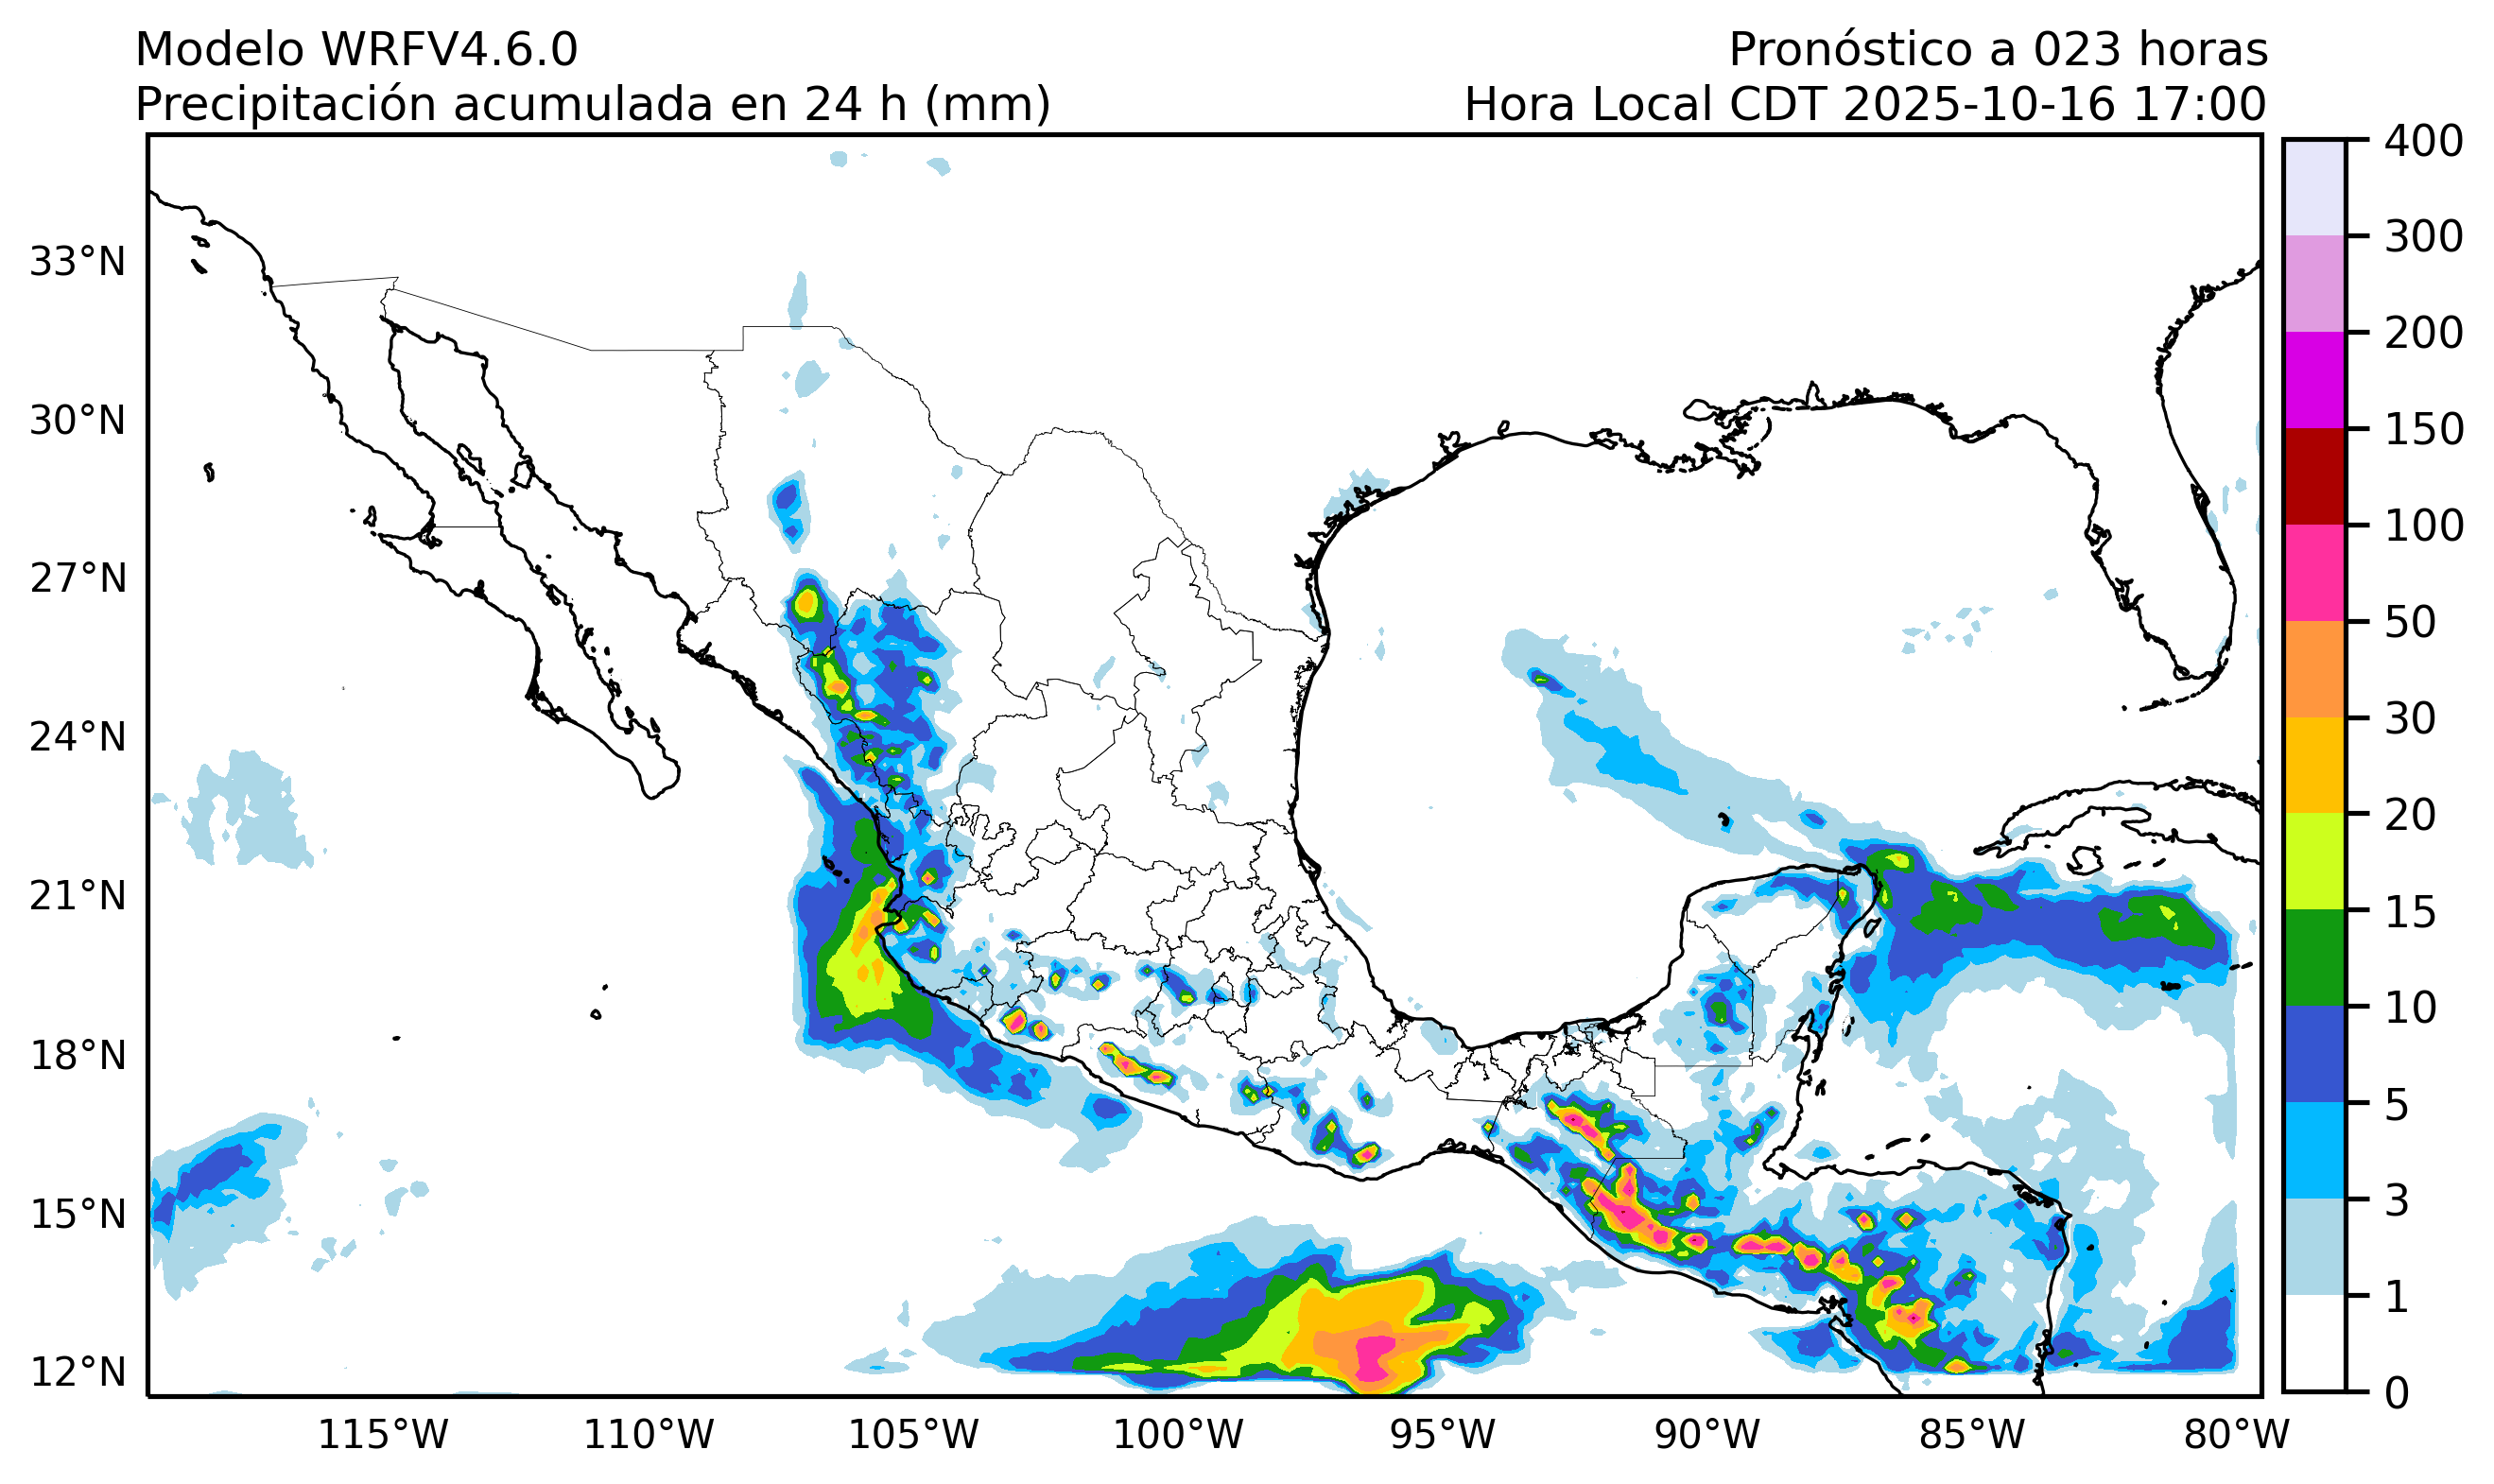 Modelo WRFV4.6.0
Pronóstico a 023 horas
Precipitación acumulada en 24 h (mm)
Hora Local CDT 2025-10-16 17:00
400
300
200
150
100
50
30
20
15
10
5
3
1
0
33°N
30°N
27°N
24°N
21°N
18°N
15°N
12°N
115°W
110°W
105°W
100°W
95°W
90°W
85°W
80°W